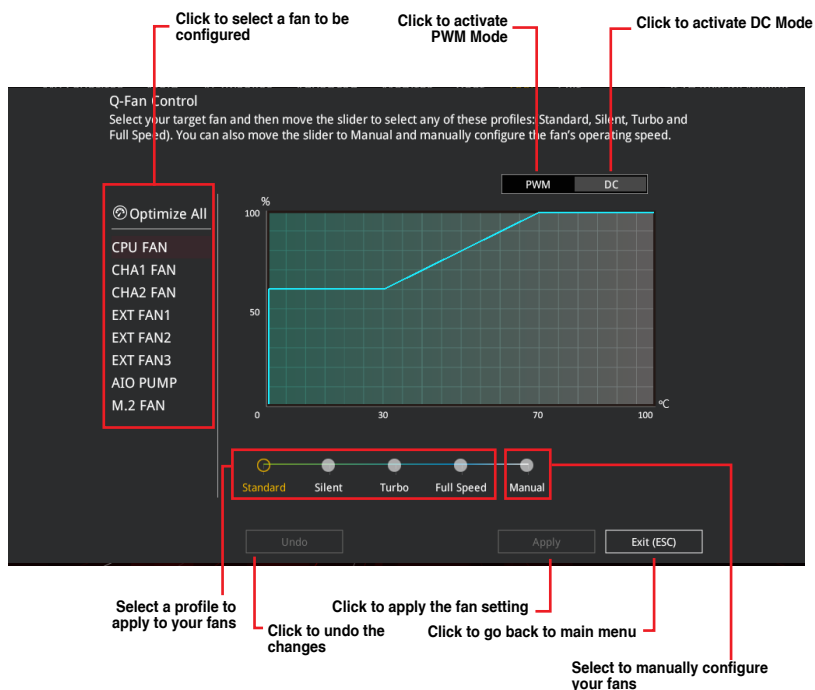 Click to select a fan to be
configured
Click to activate
PWM Mode
Click to activate DC Mode
Q-Fan Control
Select your target fan and then move the slider to select any of these profiles: Standard, Silent, Turbo and
Full Speed). You can also move the slider to Manual and manually configure the fan's operating speed.
PWM
DC
Optimize All
CPU FAN
CHA1 FAN
CHA2 FAN
EXT FAN1
EXT FAN2
EXT FAN3
AIO PUMP
M.2 FAN
%
100
50
0
30
70
100
ºC
Standard
Silent
Turbo
Full Speed
Manual
Undo
Apply
Exit (ESC)
Select a profile to
apply to your fans
Click to undo the
changes
Click to apply the fan setting
Click to go back to main menu
Select to manually configure
your fans